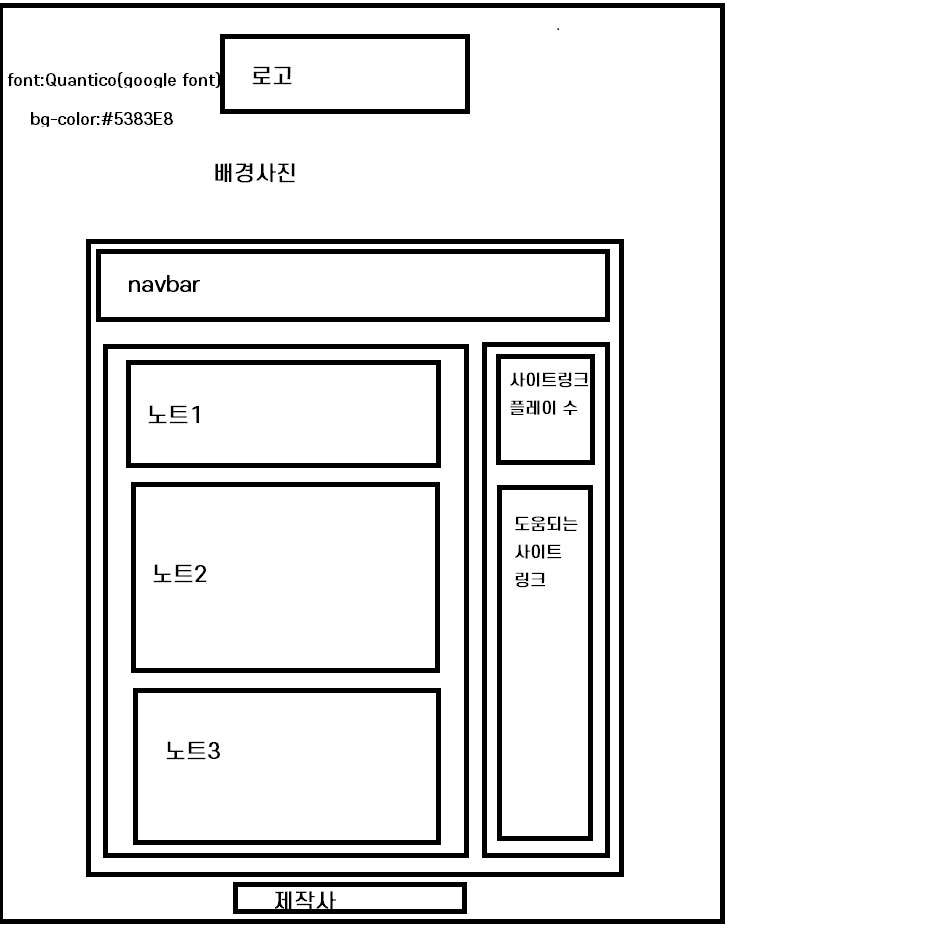 로고
font:Quantico(google font)
bg-color:#5383E8
배경사진
navbar
노트1
노트2
노트3
사이트링크
플레이 수
도움되는
사이트
링크
제작사